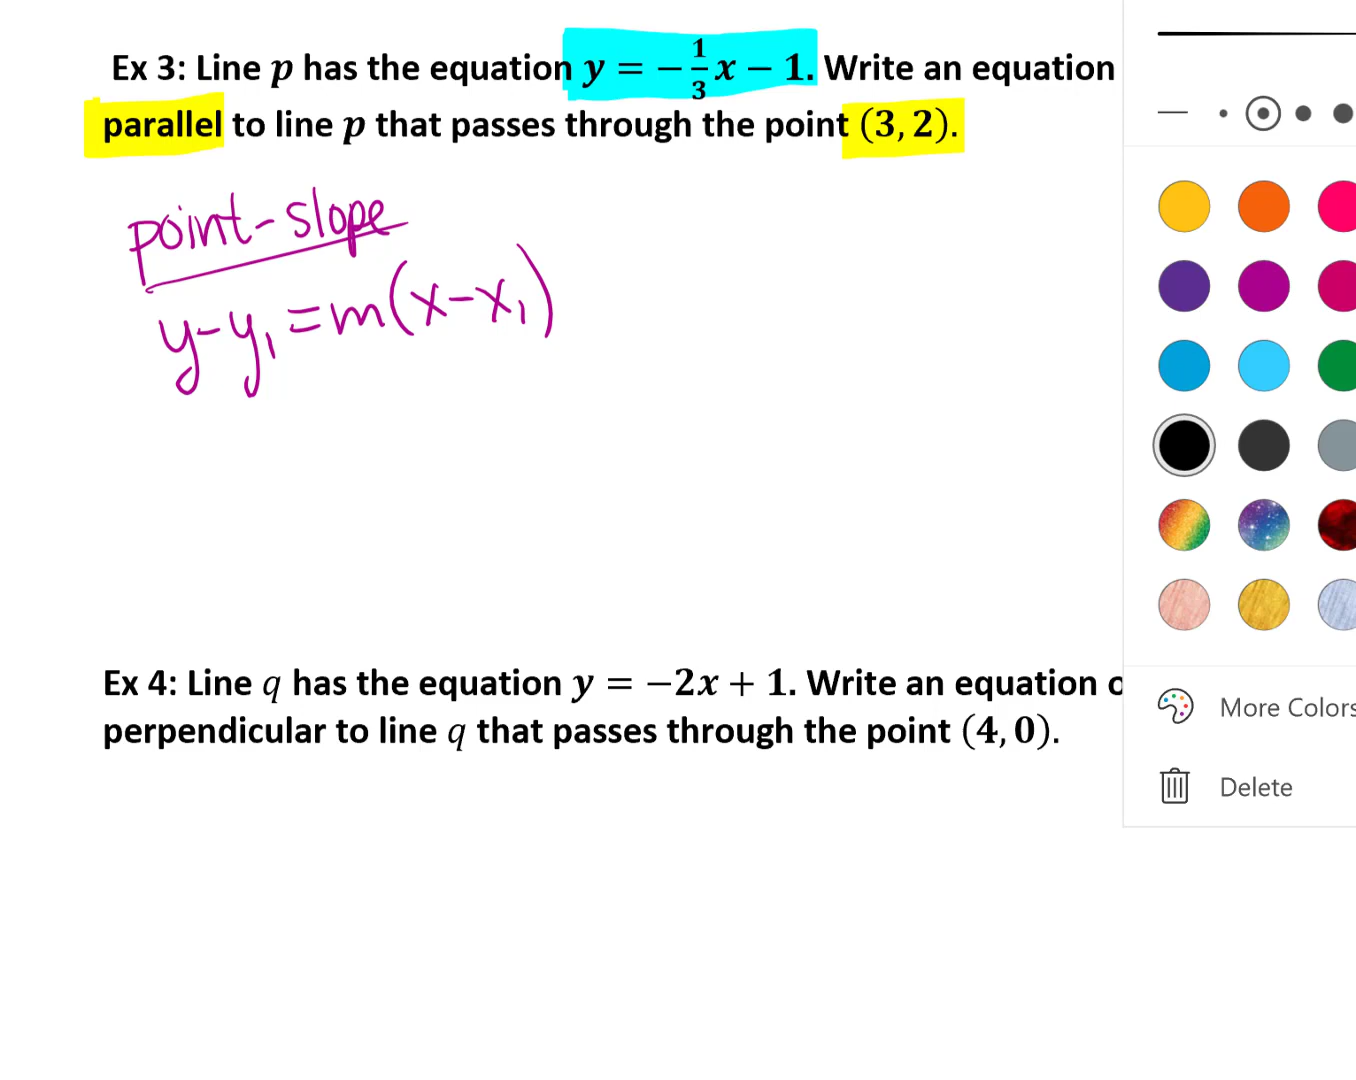 Ex 3: Line p has the equation y = −1/3 x − 1. Write an equation
parallel to line p that passes through the point (3, 2).
point-slope
y-y₁=m(x-x₁)
Ex 4: Line q has the equation y = −2x + 1. Write an equation
perpendicular to line q that passes through the point (4, 0).
More Colors
Delete